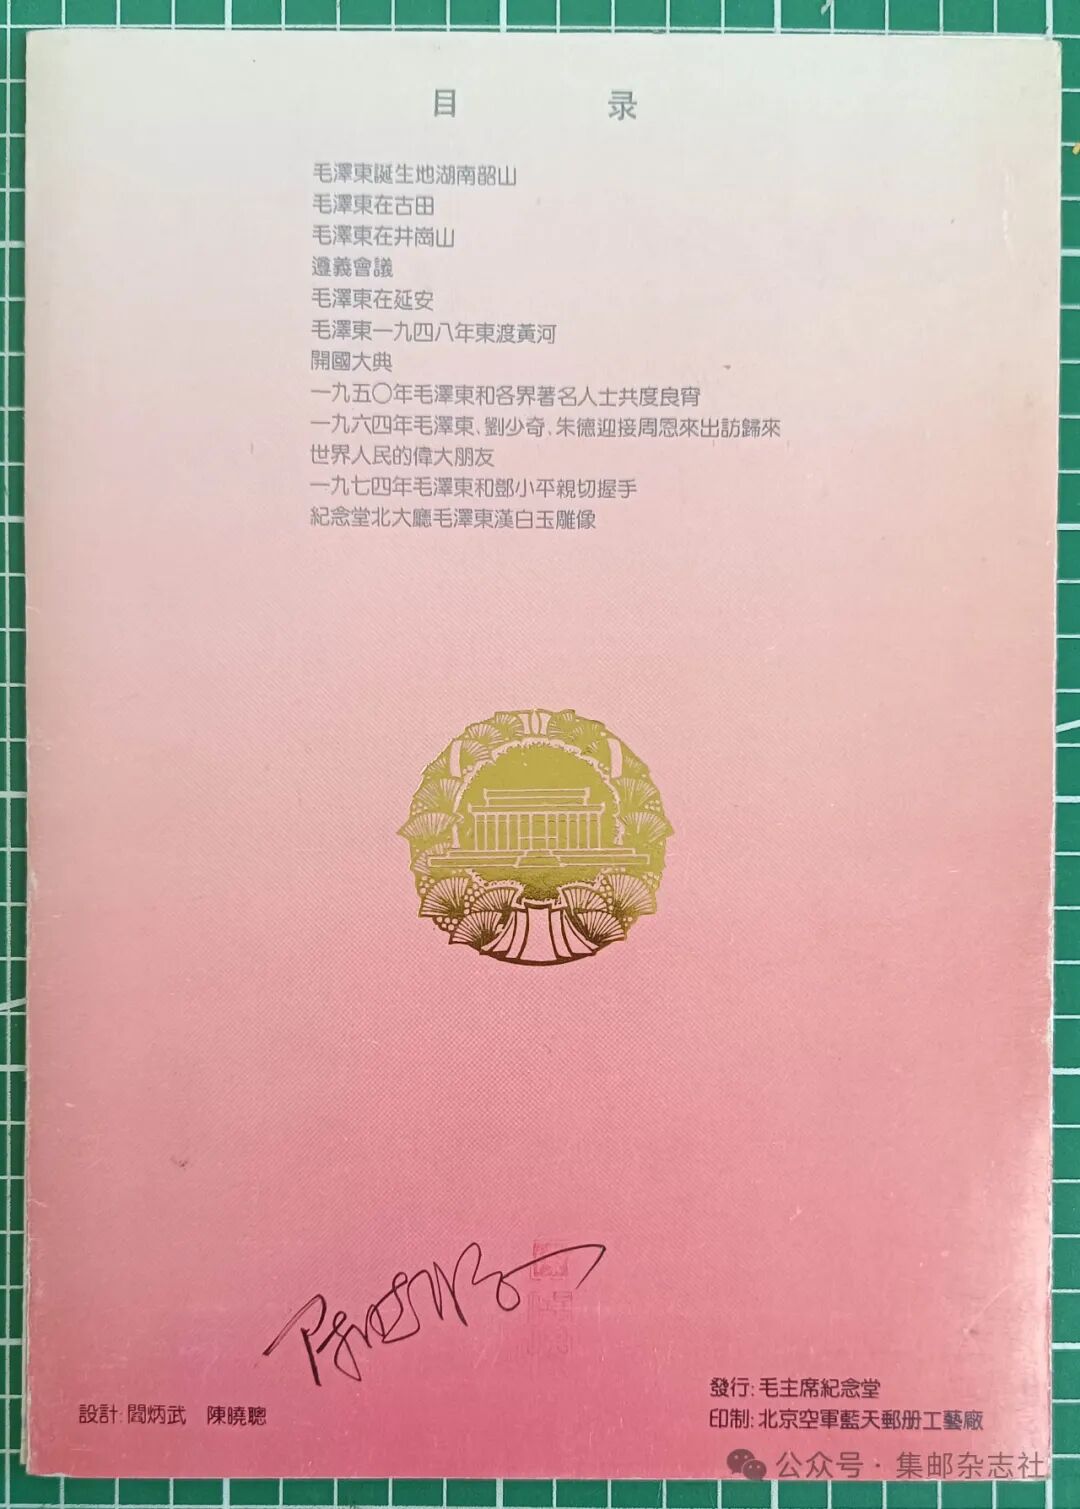 目 录
毛澤東誕生地湖南韶山
毛澤東在古田
毛澤東在井崗山
遵義會議
毛澤東在延安
毛澤東一九四八年東渡黃河
開國大典
一九五〇年毛澤東和各界著名人士共度良宵
一九六四年毛澤東、劉少奇、朱德迎接周恩來出訪歸來
世界人民的偉大朋友
一九七四年毛澤東和鄧小平親切握手
紀念堂北大廳毛澤東漢白玉雕像
設計:閻炳武 陳曉聰
發行:毛主席紀念堂
印制:北京空軍藍天郵册工藝廠
公众号·集邮杂志社